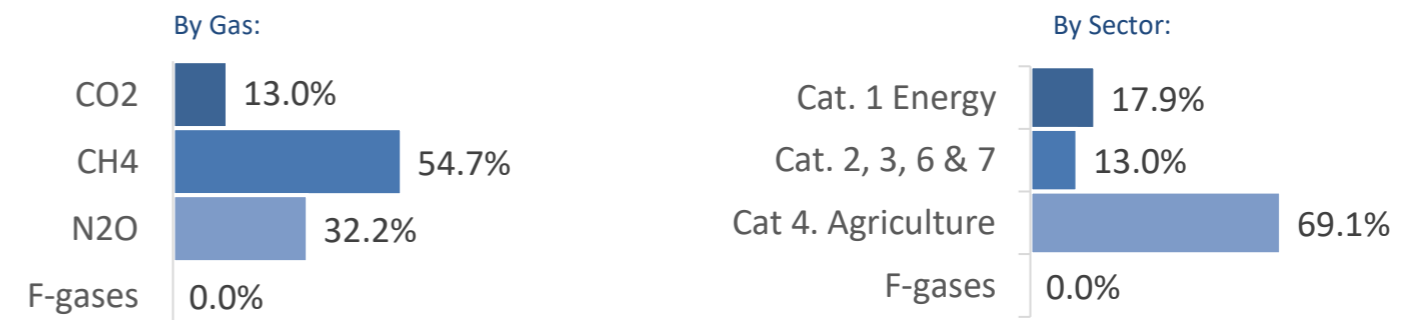 By Gas:
CO2 13.0%
CH4 54.7%
N2O 32.2%
F-gases 0.0%
By Sector:
Cat. 1 Energy 17.9%
Cat. 2, 3, 6 & 7 13.0%
Cat 4. Agriculture 69.1%
F-gases 0.0%